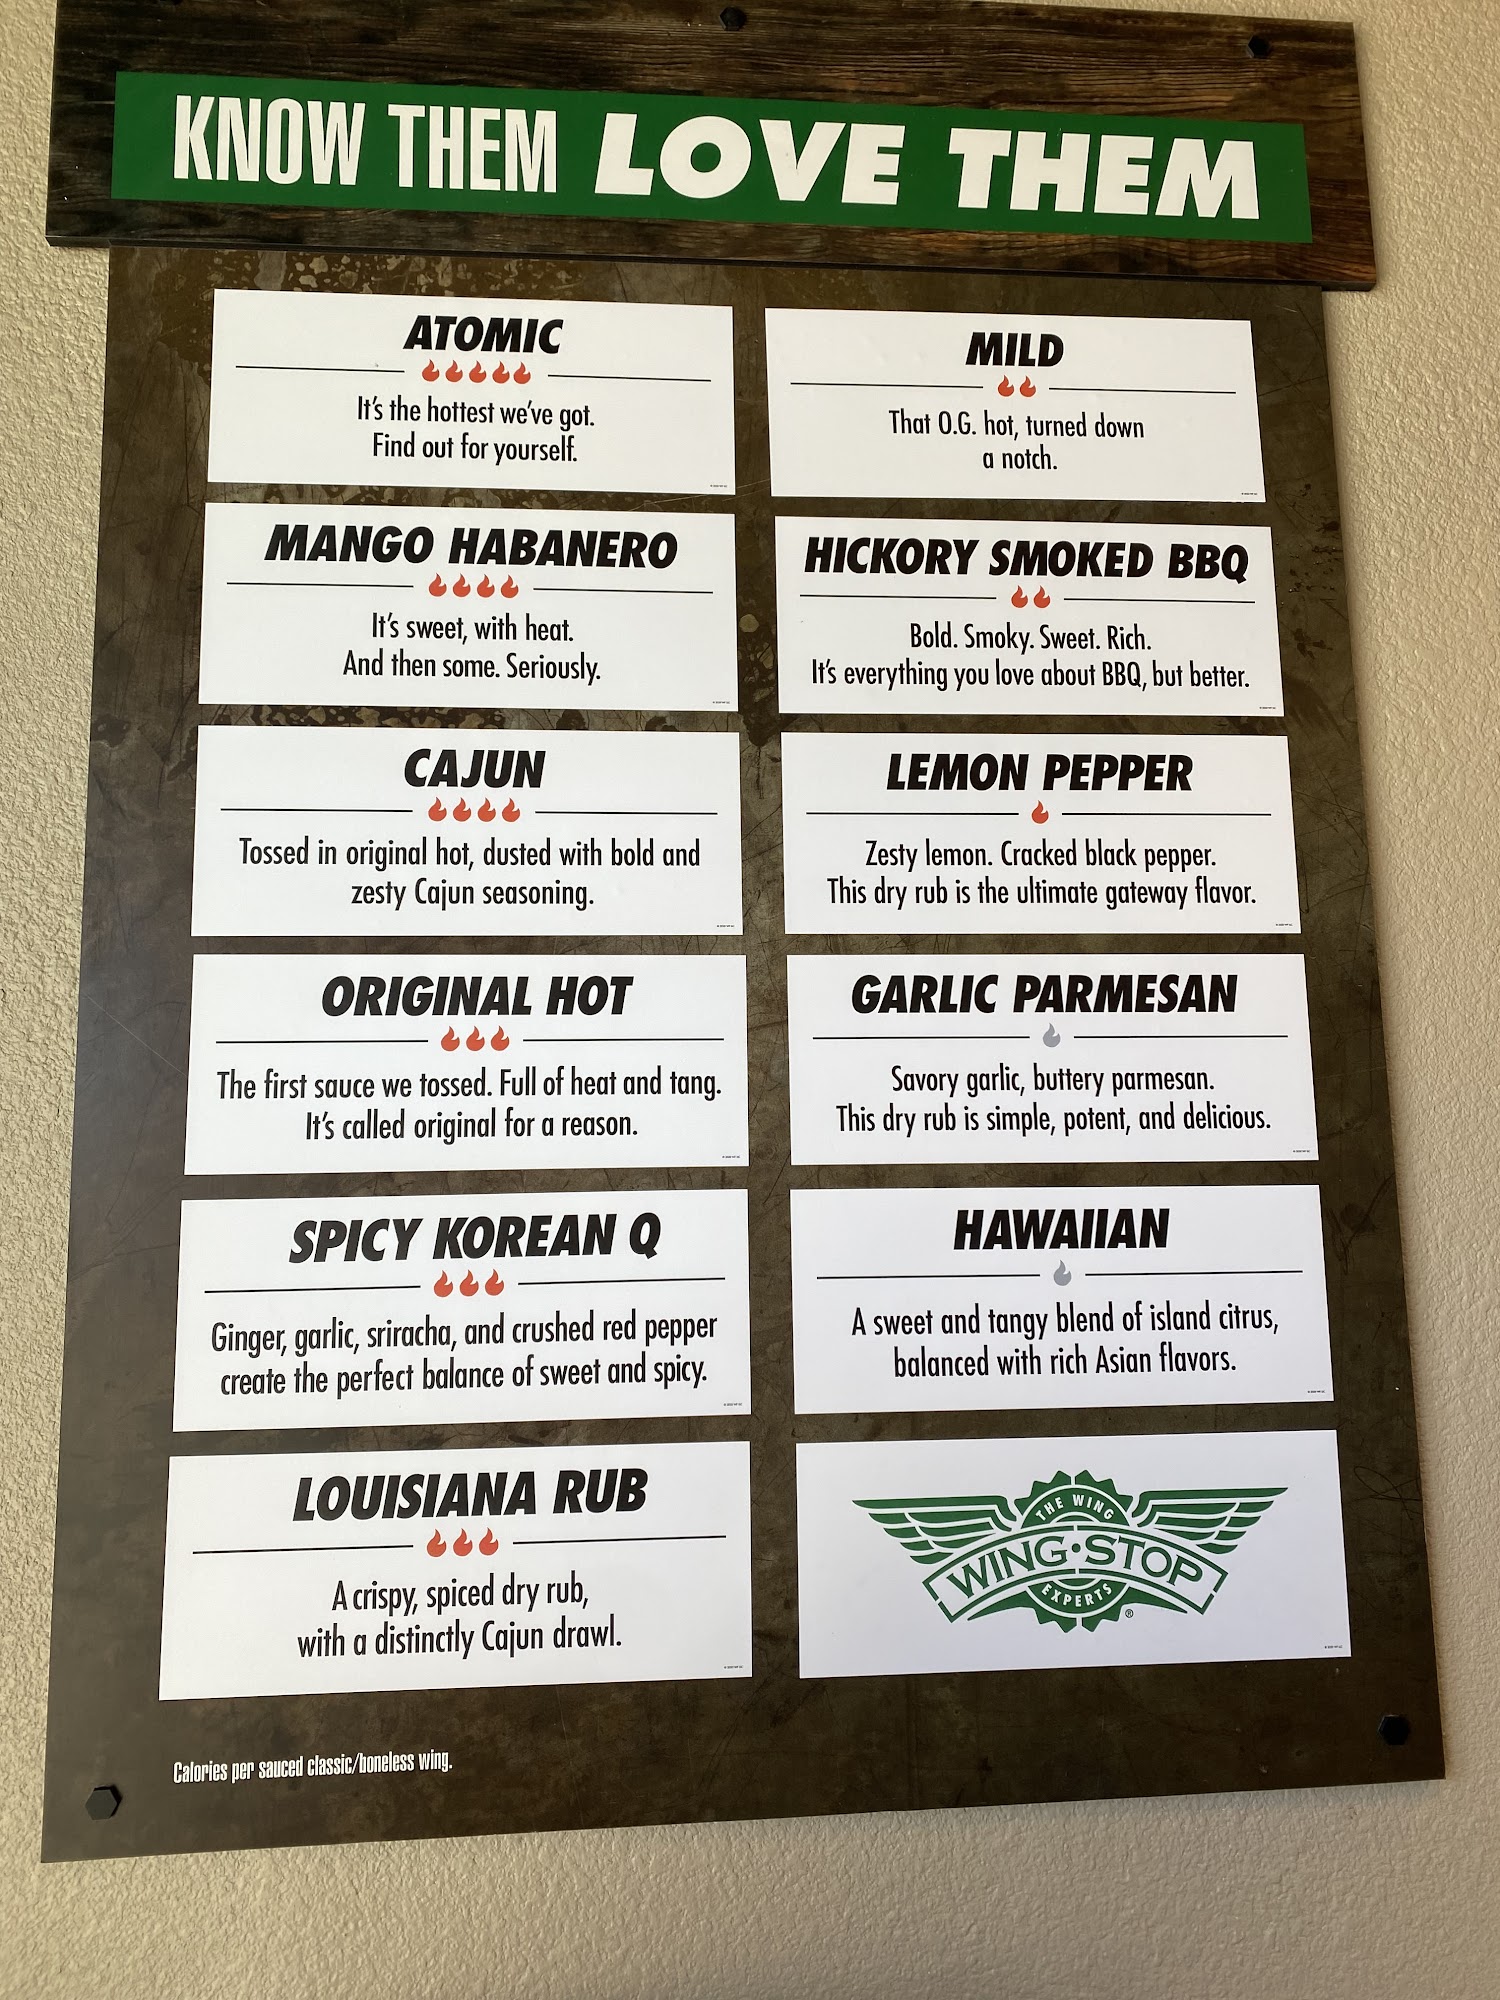 KNOW THEM LOVE THEM
ATOMIC
It's the hottest we've got.
Find out for yourself.
MANGO HABANERO
It's sweet, with heat.
And then some. Seriously.
CAJUN
Tossed in original hot, dusted with bold and
zesty Cajun seasoning.
ORIGINAL HOT
The first sauce we tossed. Full of heat and tang.
It's called original for a reason.
SPICY KOREAN Q
Ginger, garlic, sriracha, and crushed red pepper
create the perfect balance of sweet and spicy.
LOUISIANA RUB
A crispy, spiced dry rub,
with a distinctly Cajun drawl.
MILD
That O.G. hot, turned down
a notch.
HICKORY SMOKED BBQ
Bold. Smoky. Sweet. Rich.
It's everything you love about BBQ, but better.
LEMON PEPPER
Zesty lemon. Cracked black pepper.
This dry rub is the ultimate gateway flavor.
GARLIC PARMESAN
Savory garlic, buttery parmesan.
This dry rub is simple, potent, and delicious.
HAWAIIAN
A sweet and tangy blend of island citrus,
balanced with rich Asian flavors.
THE WING
WING·STOP
EXPERTS
®
Calories per sauced classic/boneless wing.